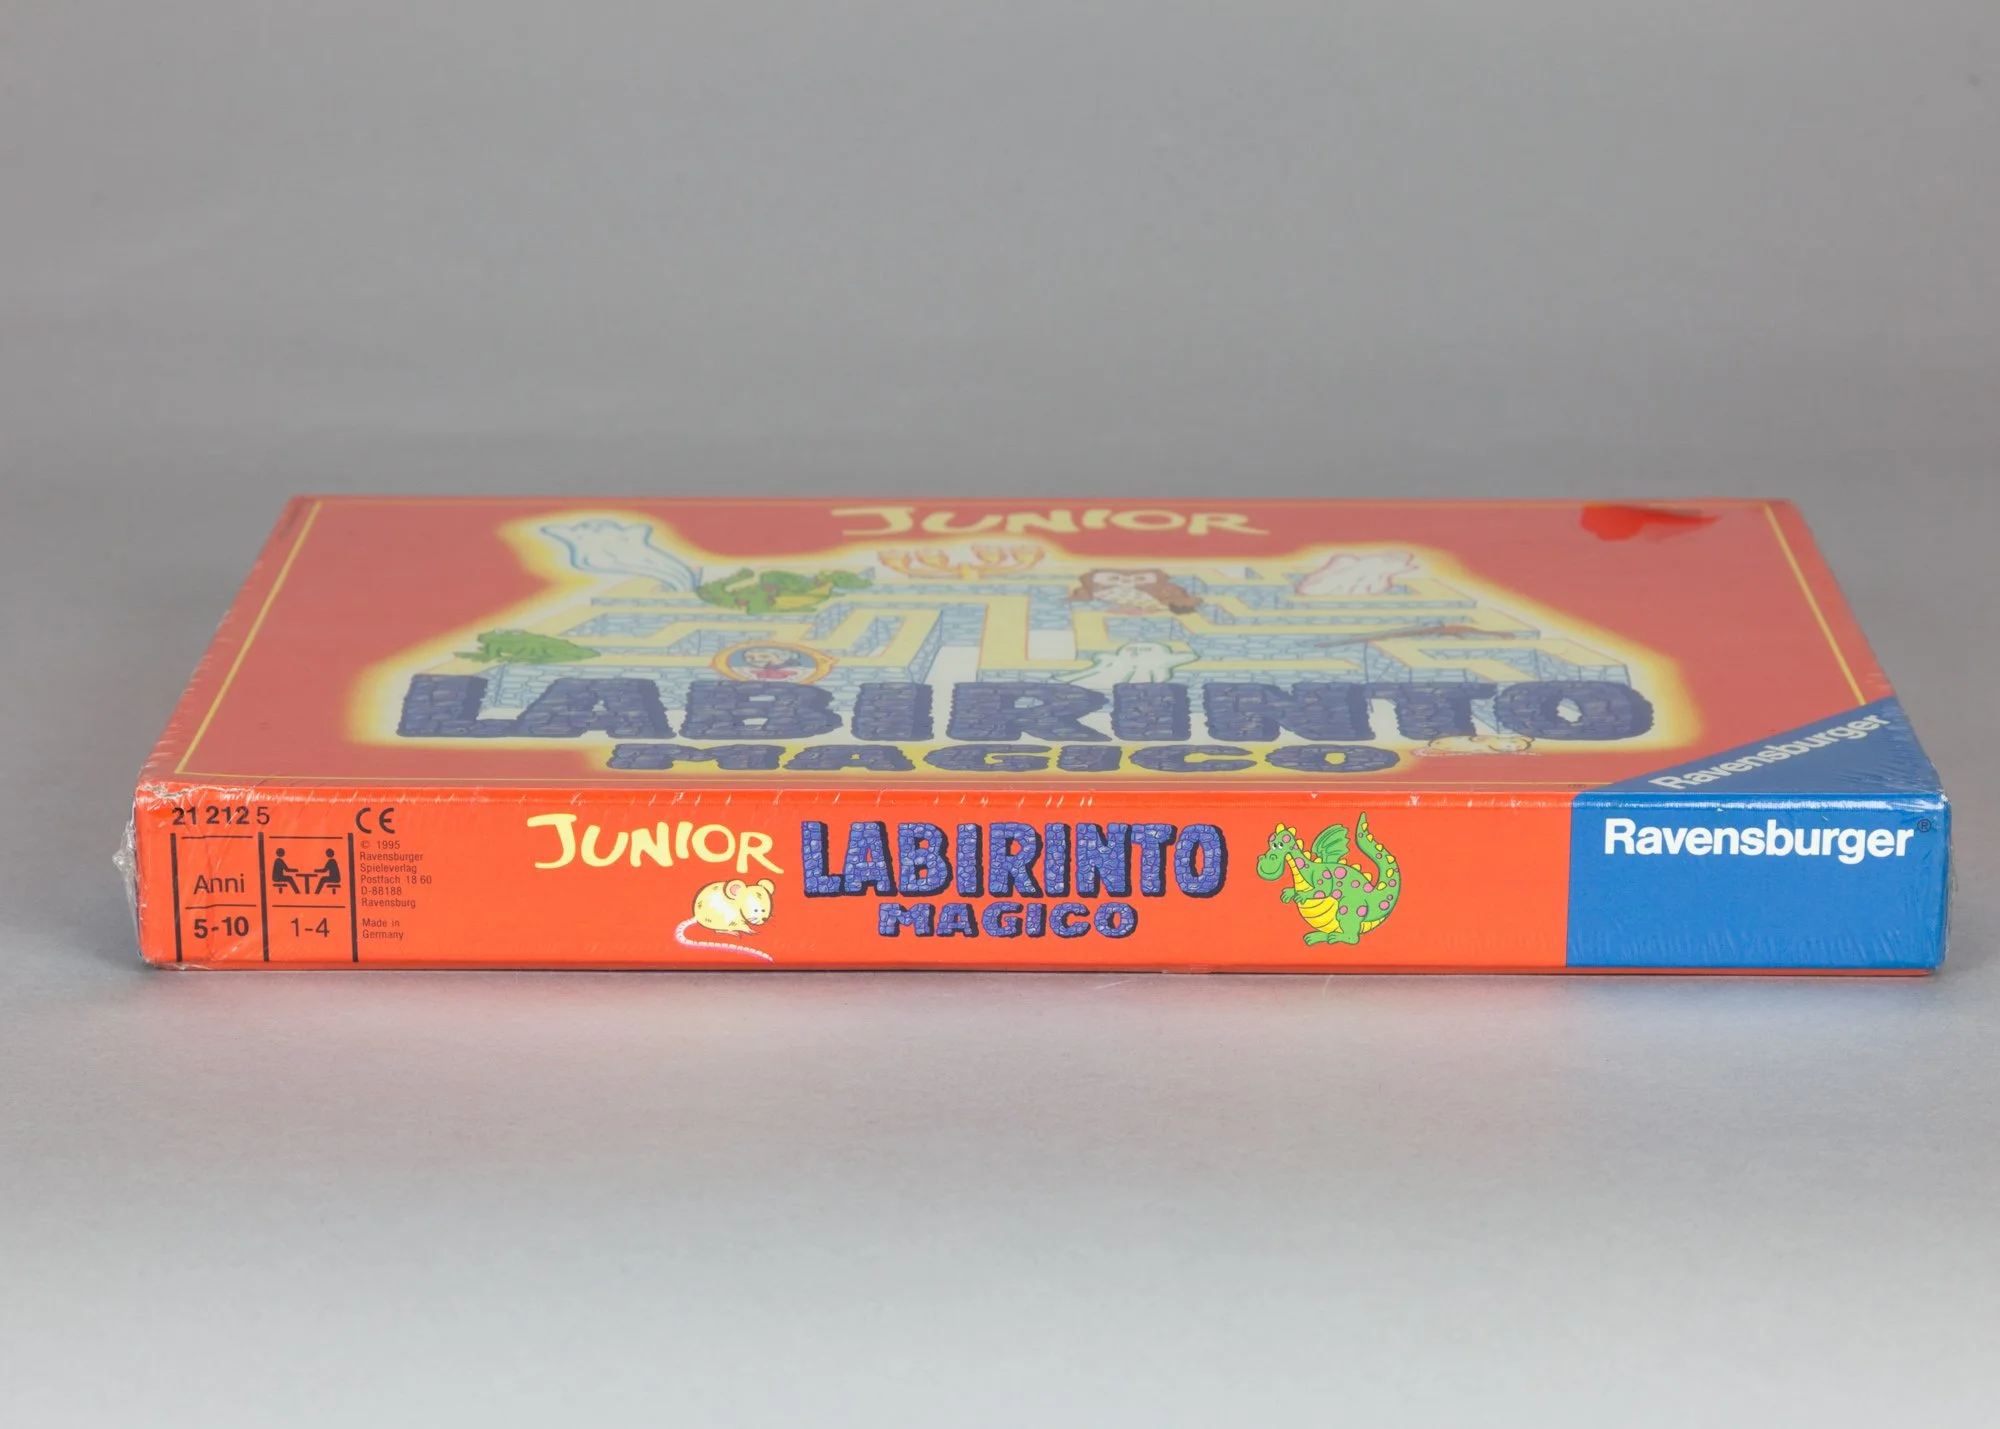 JUNIOR
LABIRINTO
MAGICO
Ravensburger
21 212 5
Anni
5-10
1-4
CE
© 1995
Ravensburger
Spieleverlag
Postfach 18 60
D-88188
Ravensburg
Made in
Germany
JUNIOR
LABIRINTO
MAGICO
Ravensburger®